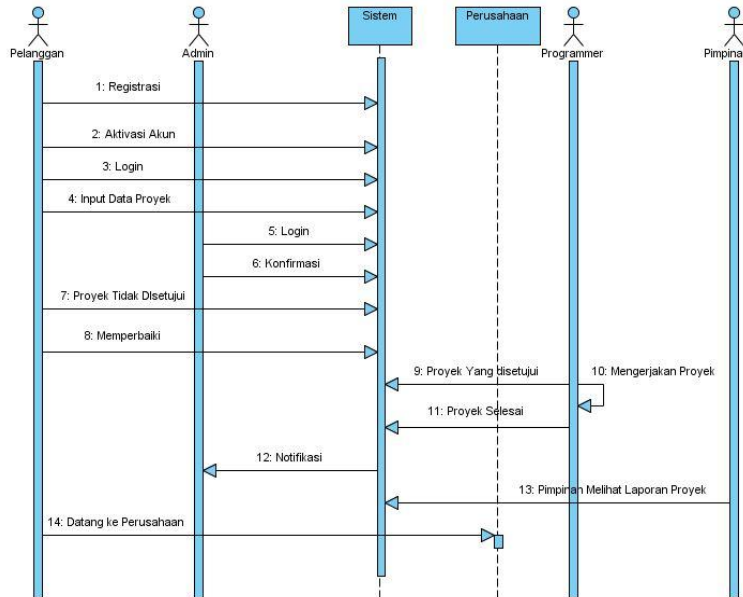 Pelanggan
Admin
Sistem
Perusahaan
Programmer
Pimpina
1: Registrasi
2: Aktivasi Akun
3: Login
4: Input Data Proyek
5: Login
6: Konfirmasi
7: Proyek Tidak DIsetujui
8: Memperbaiki
9: Proyek Yang disetujui
10: Mengerjakan Proyek
11: Proyek Selesai
12: Notifikasi
13: Pimpinan Melihat Laporan Proyek
14: Datang ke Perusahaan